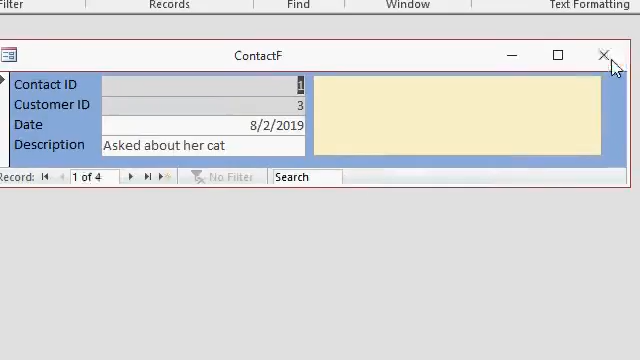 Filter Records Find Window Text Formatting
ContactF
Contact ID 1
Customer ID 3
Date 8/2/2019
Description Asked about her cat
Record: 1 of 4 No Filter Search